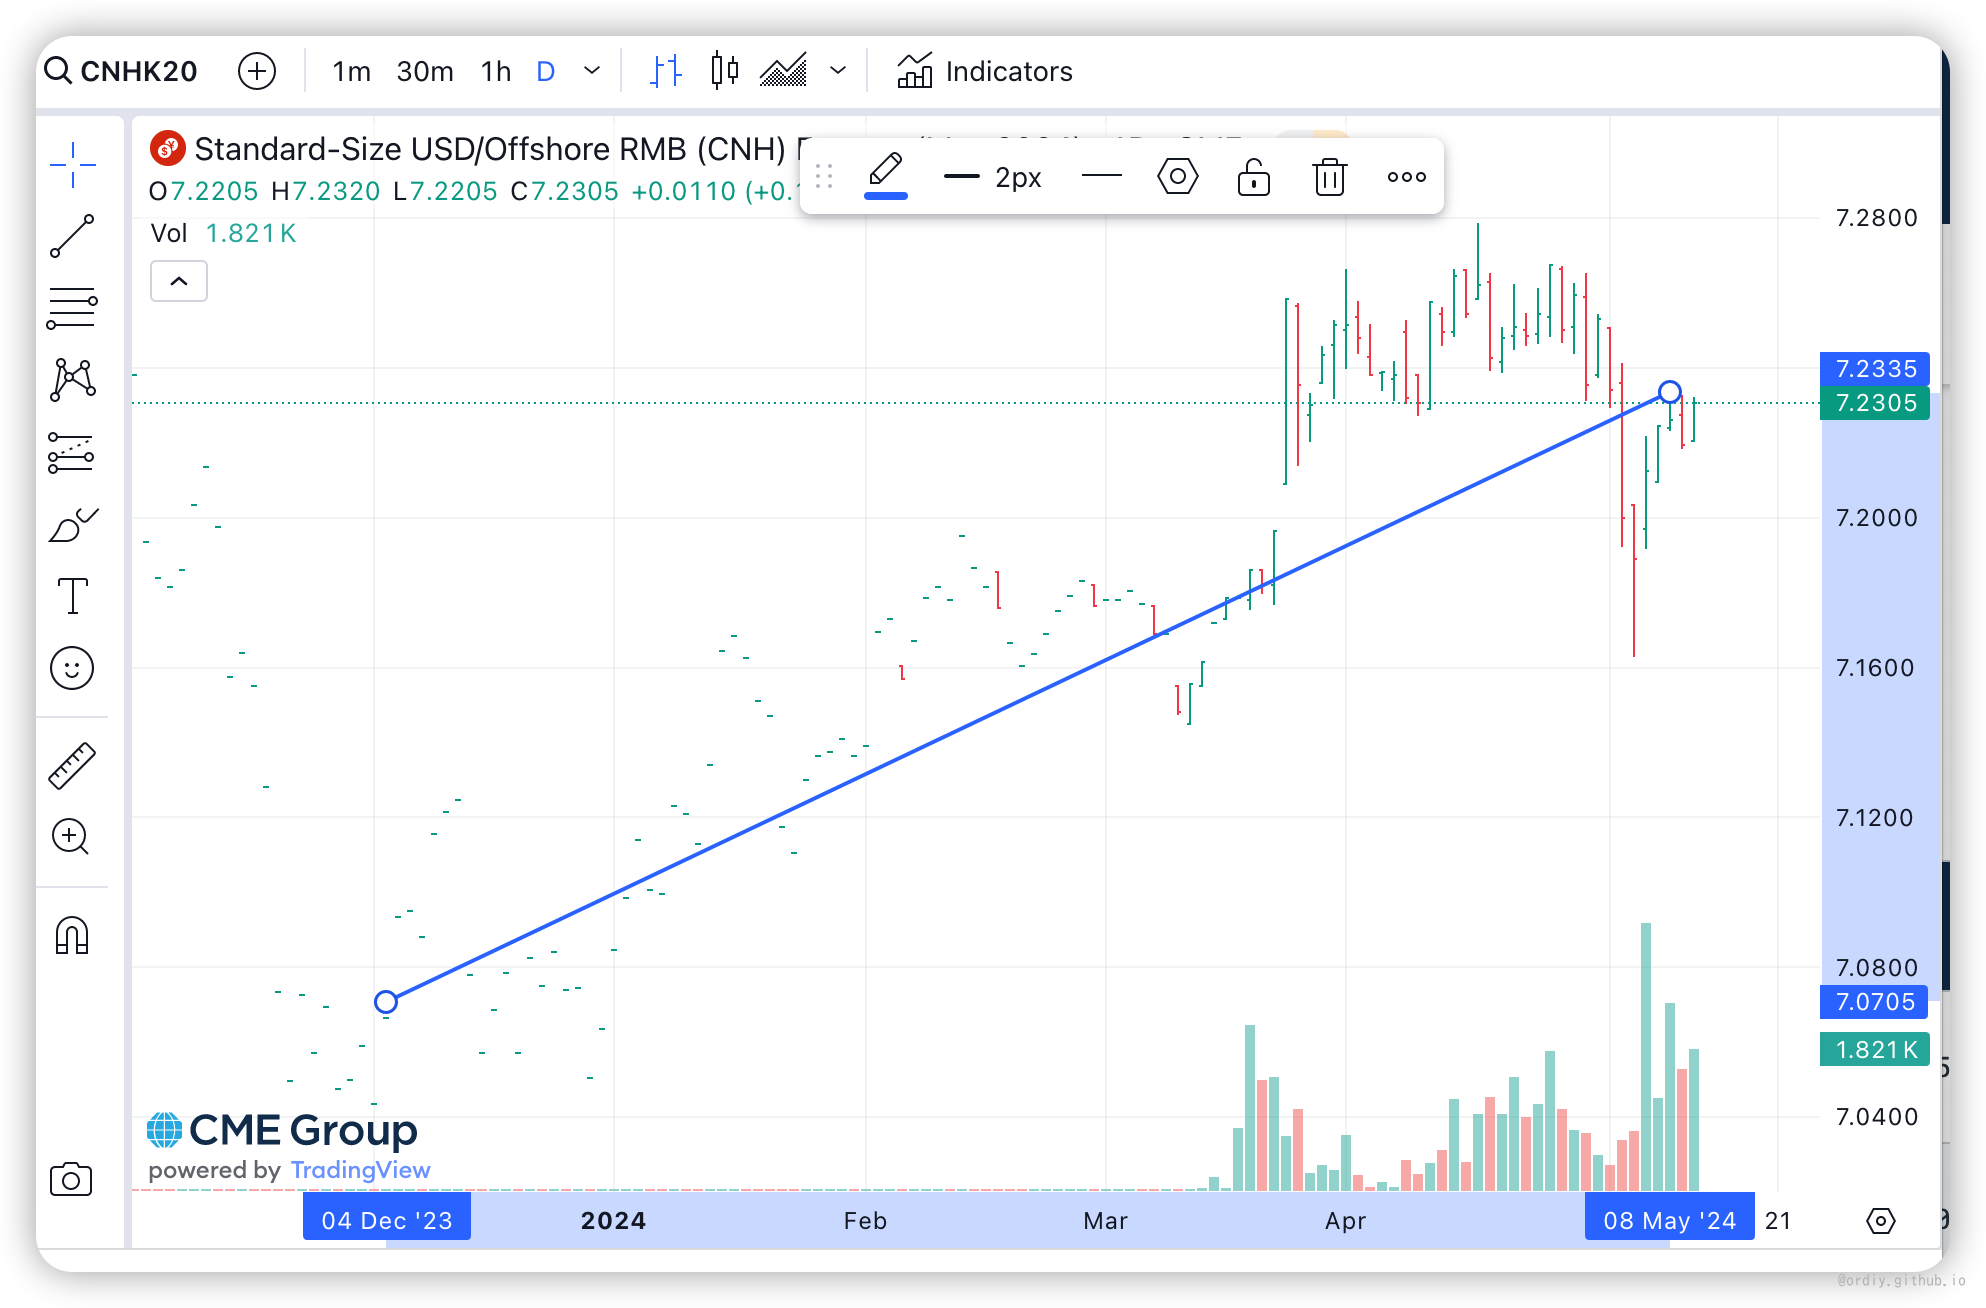 CNHK20 1m 30m 1h D Indicators
Standard-Size USD/Offshore RMB (CNH)
O7.2205 H7.2320 L7.2205 C7.2305 +0.0110
2px
Vol 1.821K
7.2800
7.2335
7.2305
7.2000
7.1600
7.1200
7.0800
7.0705
1.821K
7.0400
CME Group
powered by TradingView
04 Dec '23 2024 Feb Mar Apr 08 May '24 21
@ordiy.github.io